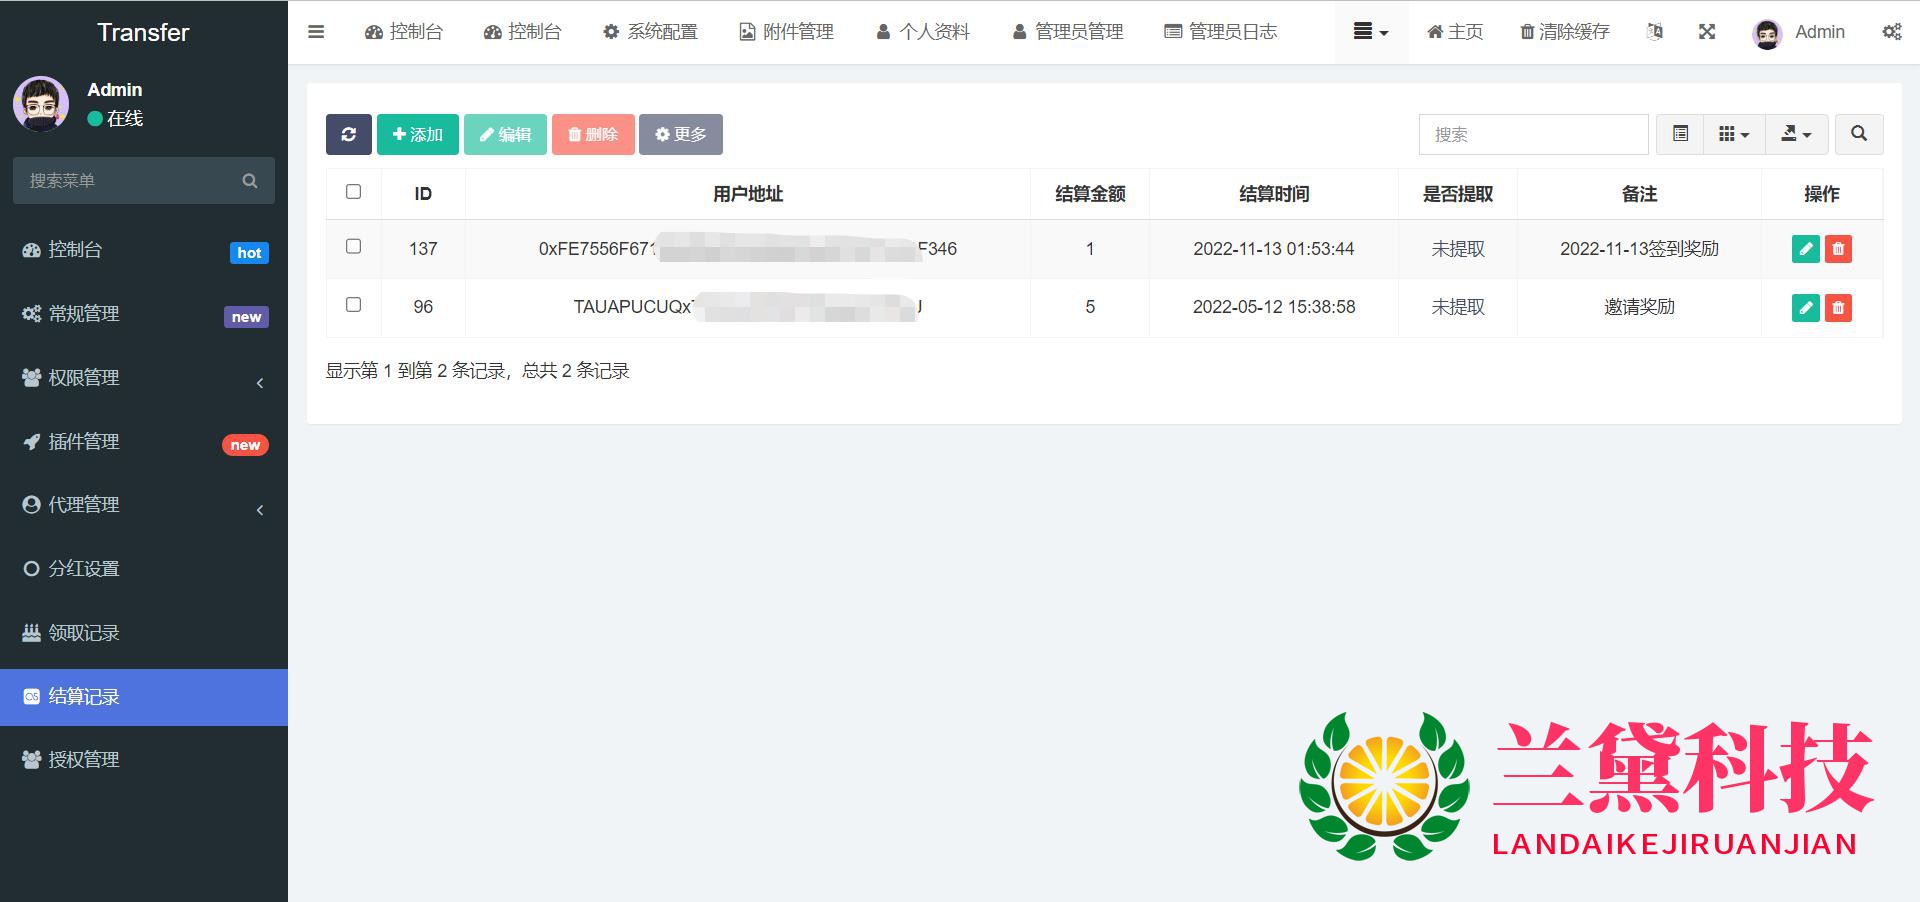 Transfer
控制台
控制台
系统配置
附件管理
个人资料
管理员管理
管理员日志
主页
清除缓存
Admin
Admin
在线
搜索菜单
控制台 hot
常规管理 new
权限管理
插件管理 new
代理管理
分红设置
领取记录
结算记录
授权管理
添加
编辑
删除
更多
搜索
ID 用户地址 结算金额 结算时间 是否提取 备注 操作
137 0xFE7556F671 F346 1 2022-11-13 01:53:44 未提取 2022-11-13签到奖励
96 TAUAPUCUQx J 5 2022-05-12 15:38:58 未提取 邀请奖励
显示第 1 到第 2 条记录，总共 2 条记录
兰黛科技
LANDAIKEJIRUANJIAN